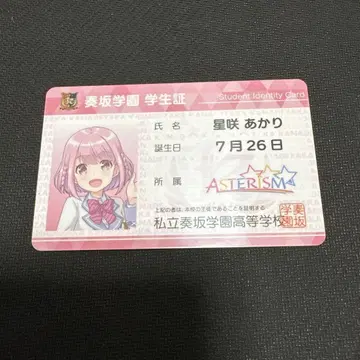 奏坂学園 学生証
Student Identity Card
氏 名 星咲 あかり
誕生日 7月26日
所 属 ASTERISM
上記の者は、本校の生徒であることを証明する
私立奏坂学園高等学校
奏坂学園